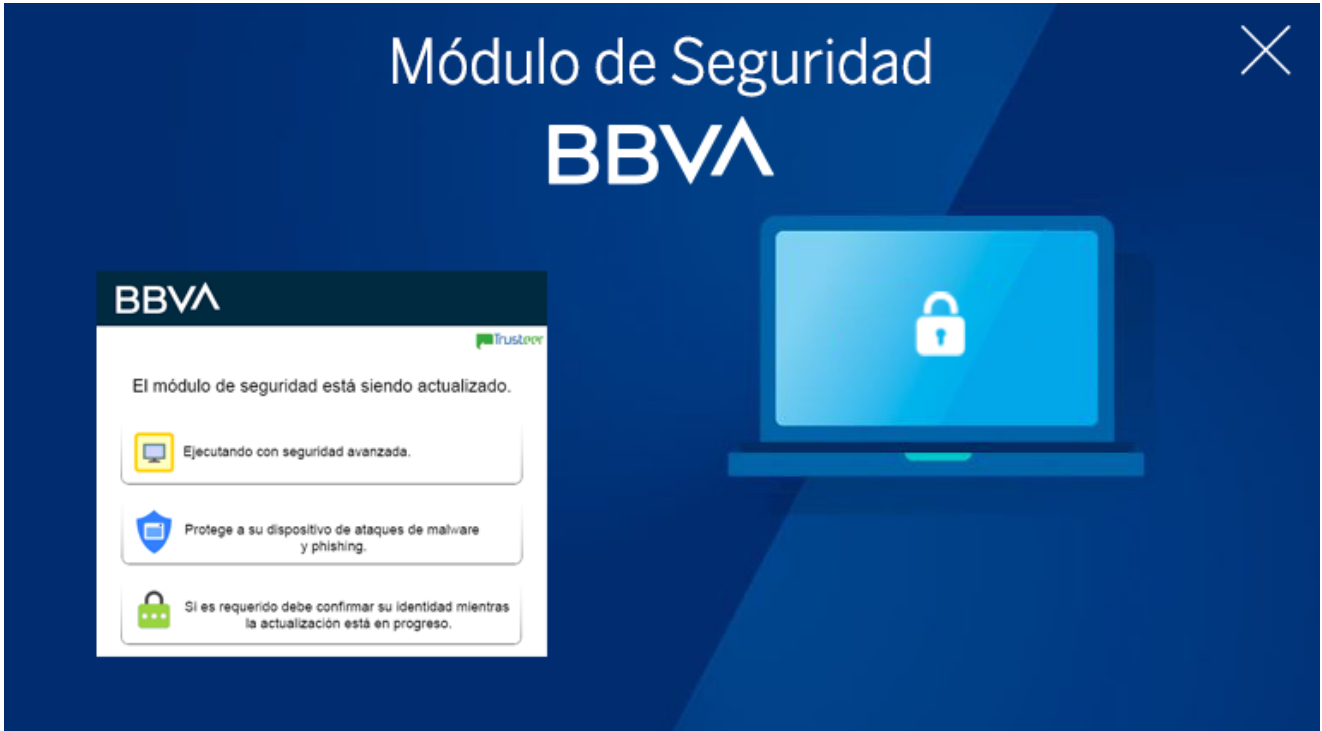 Módulo de Seguridad
BBVA
BBVA
Trusteer
El módulo de seguridad está siendo actualizado.
Ejecutando con seguridad avanzada.
Protege a su dispositivo de ataques de malware
y phishing.
Si es requerido debe confirmar su identidad mientras
la actualización está en progreso.